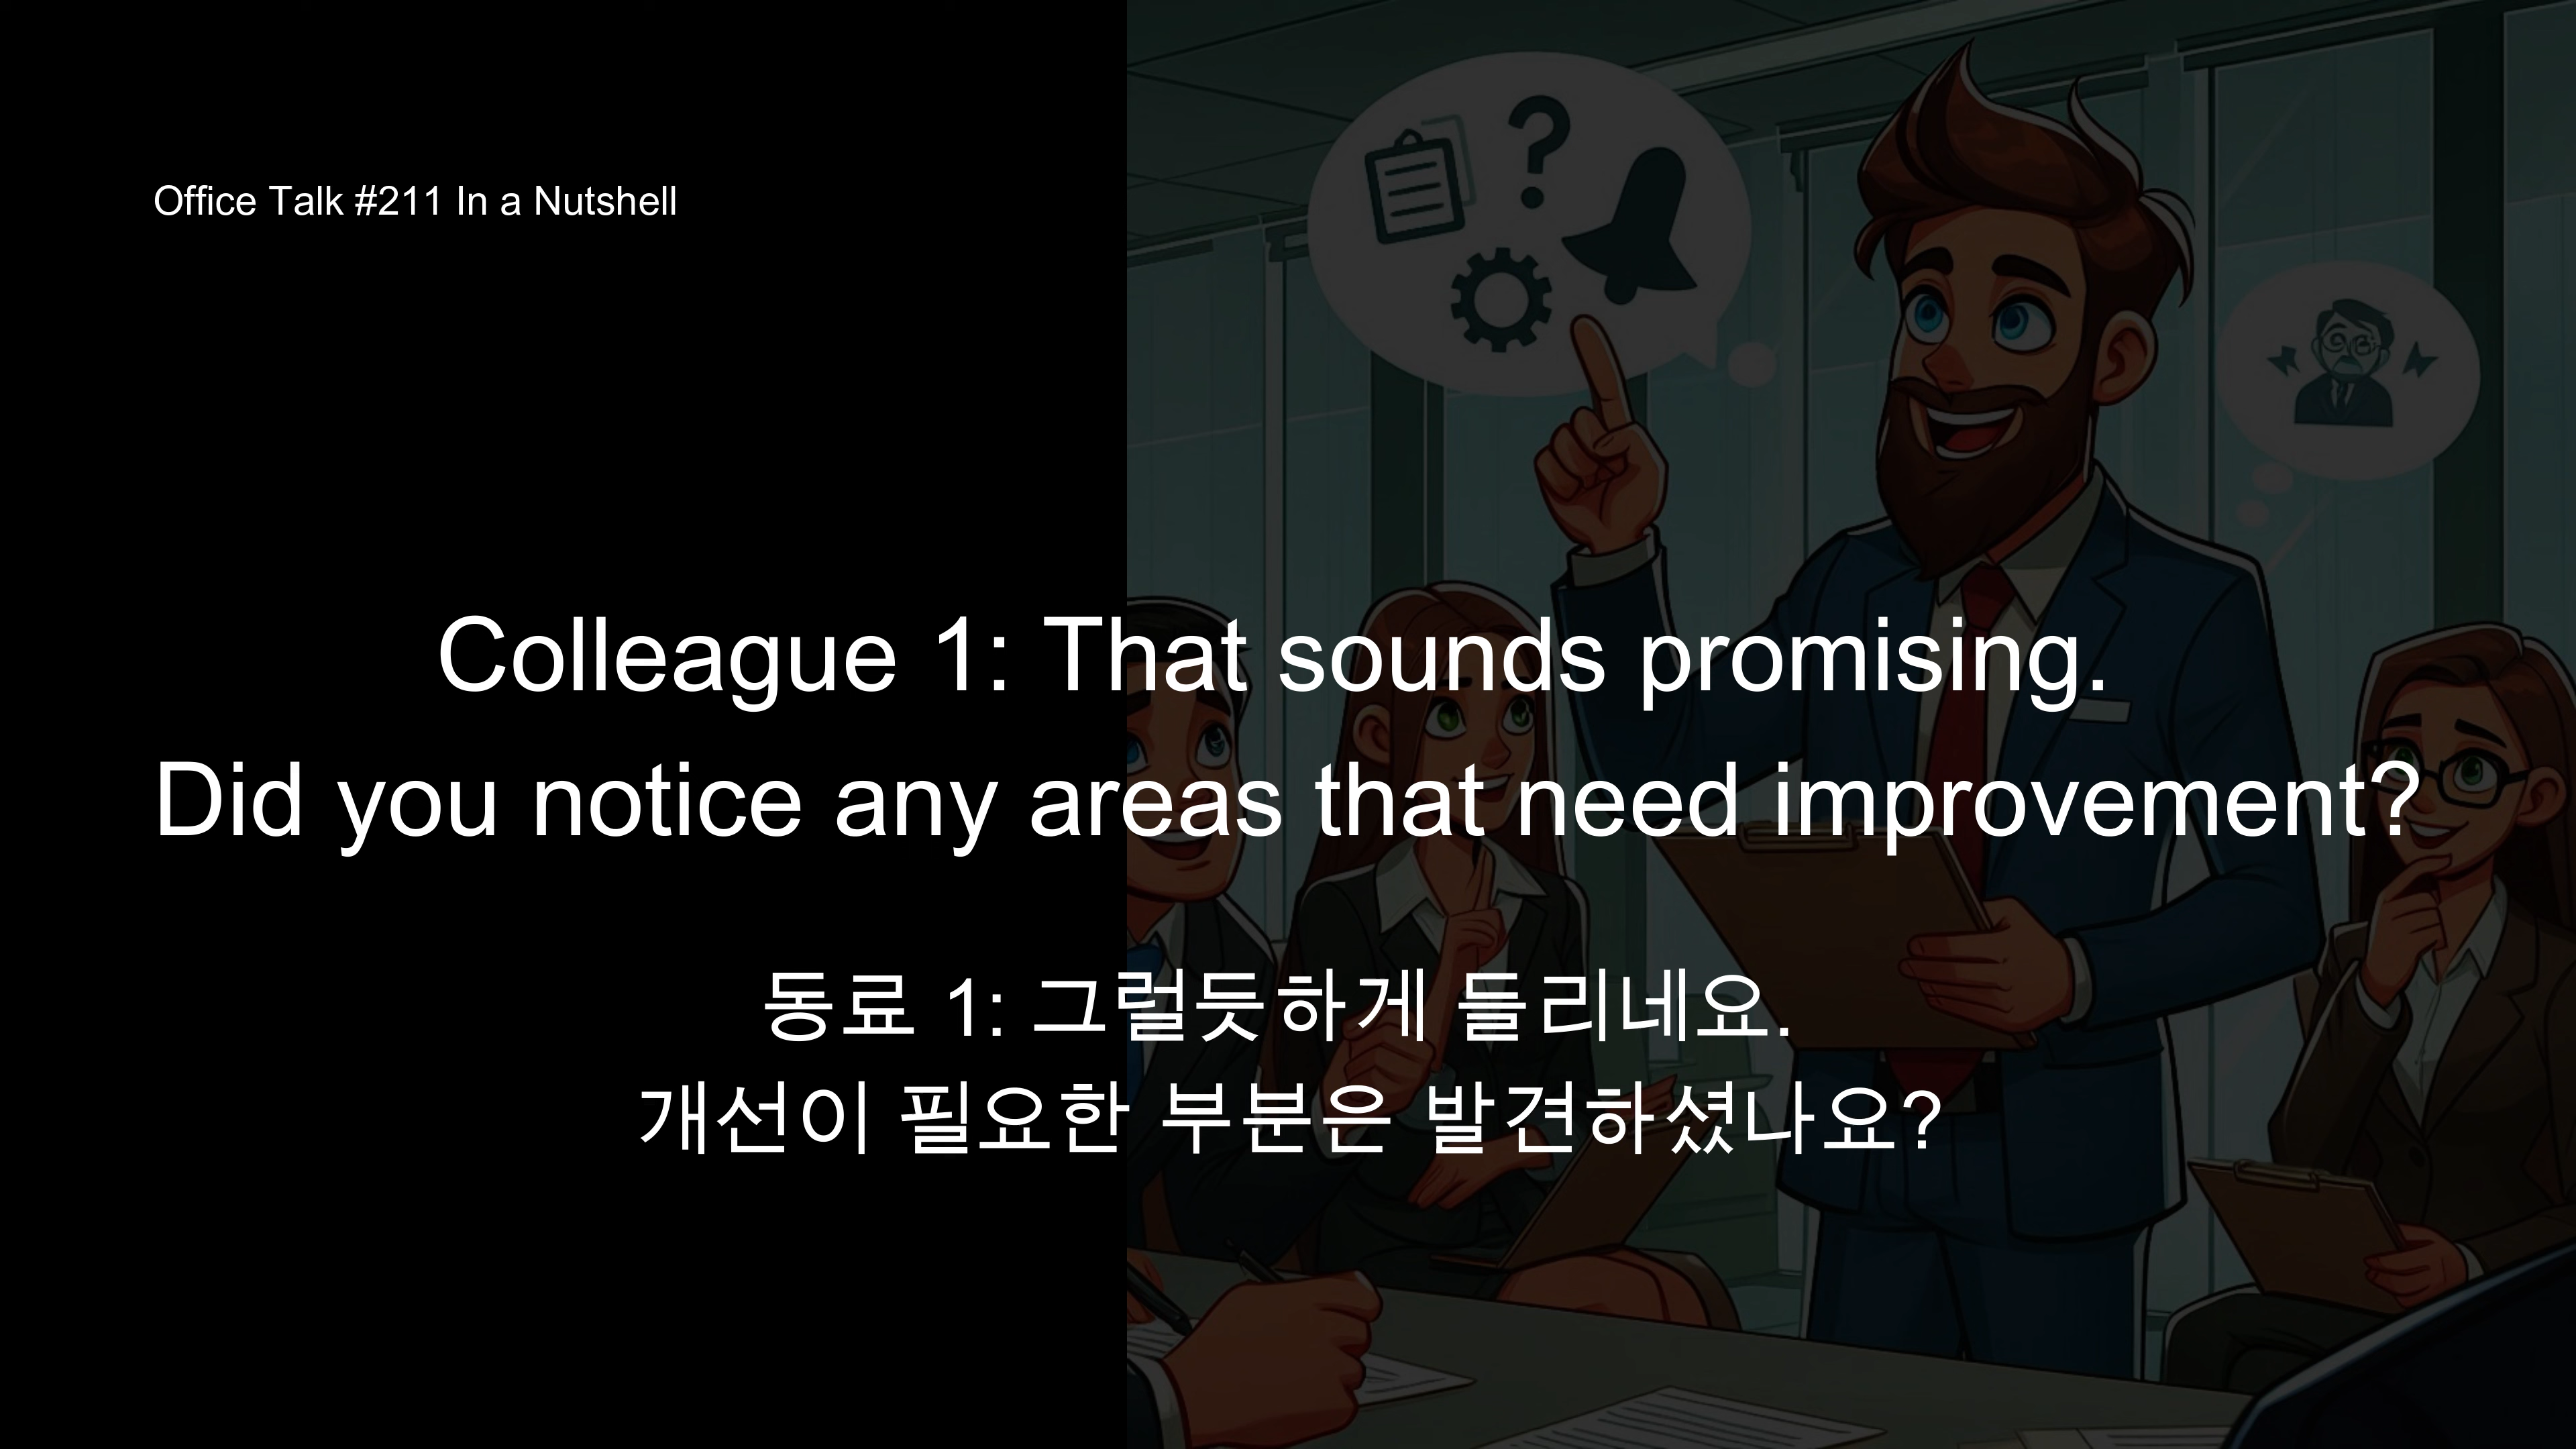 Office Talk #211 In a Nutshell
Colleague 1: That sounds promising.
Did you notice any areas that need improvement?
동료 1: 그럴듯하게 들리네요.
개선이 필요한 부분은 발견하셨나요?